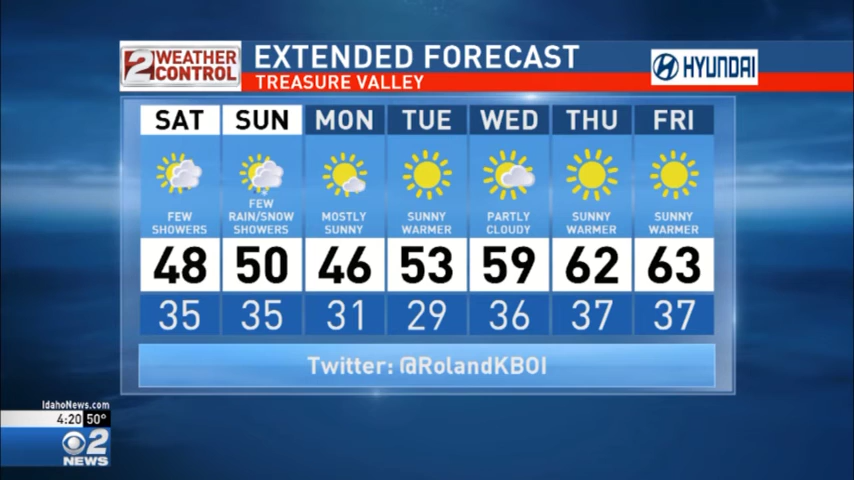 2 WEATHER CONTROL
EXTENDED FORECAST
TREASURE VALLEY
HYUNDAI
SAT SUN MON TUE WED THU FRI
FEW SHOWERS
FEW RAIN/SNOW SHOWERS
MOSTLY SUNNY
SUNNY WARMER
PARTLY CLOUDY
SUNNY WARMER
SUNNY WARMER
48 50 46 53 59 62 63
35 35 31 29 36 37 37
Twitter: @RolandKBOI
IdahoNews.com
4:20 50°
2
NEWS